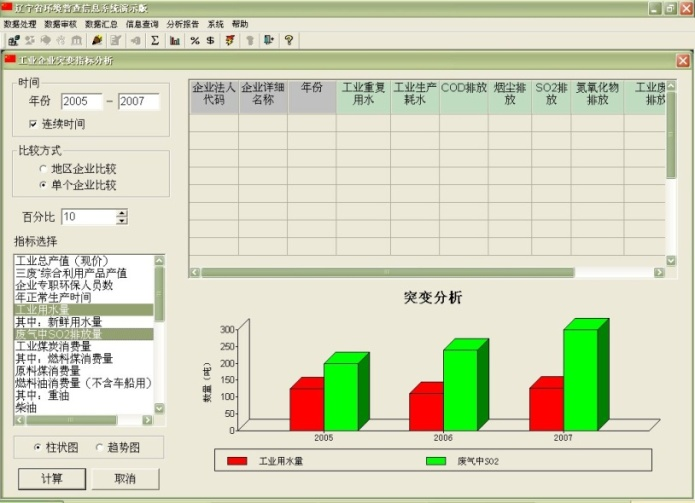 辽宁省环境普查信息系统演示版
数据处理 数据审核 数据汇总 信息查询 分析报告 系统 帮助
工业企业突变指标分析
时间
年份 2005 - 2007
连续时间
比较方式
地区企业比较
单个企业比较
百分比 10
指标选择
工业总产值（现价）
三废"综合利用产品产值
企业专职环保人员数
年正常生产时间
工业用水量
其中：新鲜用水量
废气中SO2排放量
工业煤炭消费量
其中：燃料煤消费量
原料煤消费量
燃料油消费量（不含车船用）
其中：重油
柴油
柱状图 趋势图
计算 取消
企业法人代码 企业详细名称 年份 工业重复用水 工业生产耗水 COD排放 烟尘排放 SO2排放 氮氧化物排放 工业废 排放
突变分析
数量（吨）
300
250
200
150
100
50
0
2005 2006 2007
工业用水量 废气中SO2